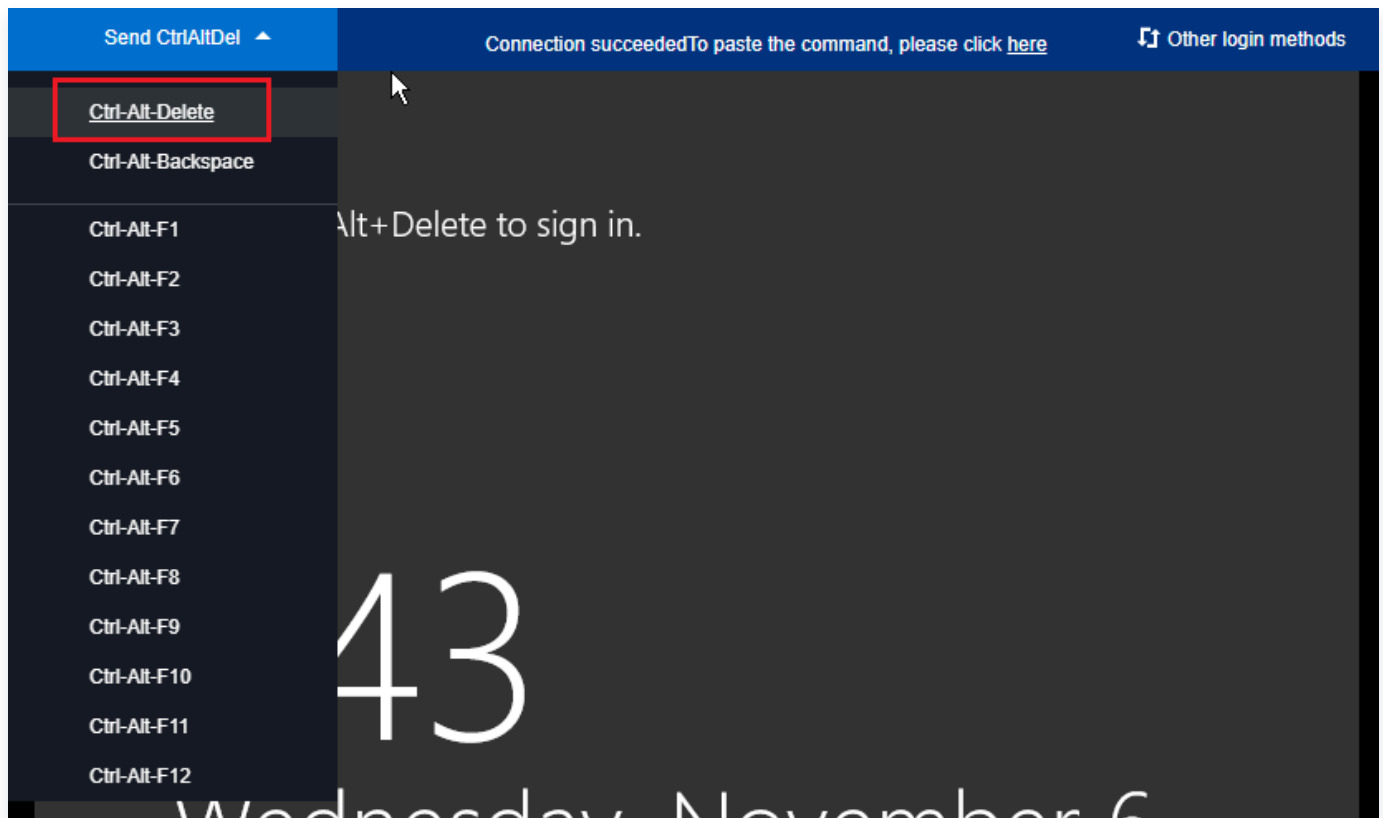 Send CtrlAltDel
Connection succeededTo paste the command, please click here
Other login methods
Ctrl-Alt-Delete
Ctrl-Alt-Backspace
Ctrl-Alt-F1
Alt+Delete to sign in.
Ctrl-Alt-F2
Ctrl-Alt-F3
Ctrl-Alt-F4
Ctrl-Alt-F5
Ctrl-Alt-F6
Ctrl-Alt-F7
Ctrl-Alt-F8
Ctrl-Alt-F9
Ctrl-Alt-F10
Ctrl-Alt-F11
Ctrl-Alt-F12
43
Wednesday, November 6